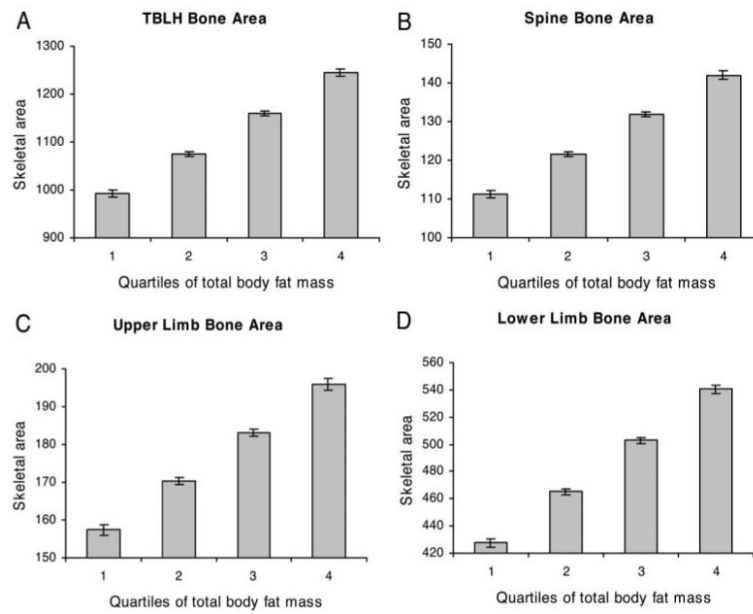 A
TBLH Bone Area
1300
1200
1100
1000
900
Skeletal area
1 2 3 4
Quartiles of total body fat mass
B
Spine Bone Area
150
140
130
120
110
100
Skeletal area
1 2 3 4
Quartiles of total body fat mass
C
Upper Limb Bone Area
200
190
180
170
160
150
Skeletal area
1 2 3 4
Quartiles of total body fat mass
D
Lower Limb Bone Area
560
540
520
500
480
460
440
420
Skeletal area
1 2 3 4
Quartiles of total body fat mass